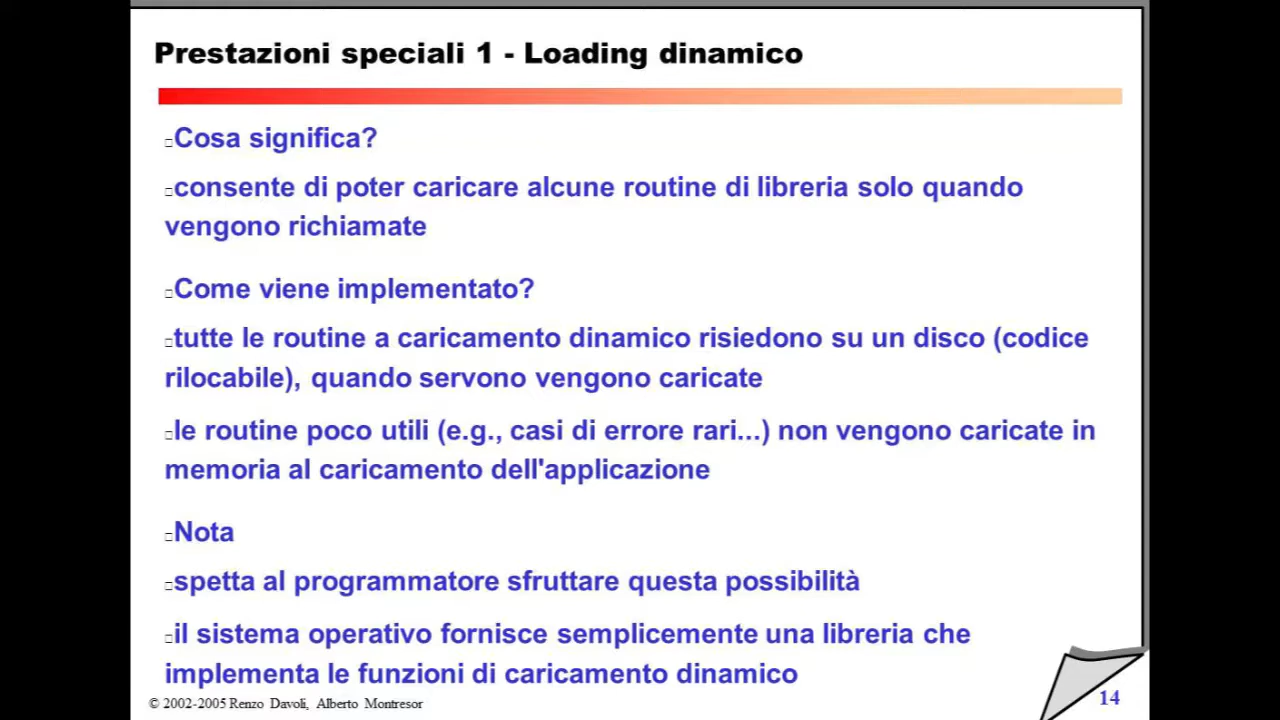 Prestazioni speciali 1 - Loading dinamico
□Cosa significa?
□consente di poter caricare alcune routine di libreria solo quando
vengono richiamate
□Come viene implementato?
□tutte le routine a caricamento dinamico risiedono su un disco (codice
rilocabile), quando servono vengono caricate
□le routine poco utili (e.g., casi di errore rari...) non vengono caricate in
memoria al caricamento dell'applicazione
□Nota
□spetta al programmatore sfruttare questa possibilità
□il sistema operativo fornisce semplicemente una libreria che
implementa le funzioni di caricamento dinamico
© 2002-2005 Renzo Davoli, Alberto Montresor
14